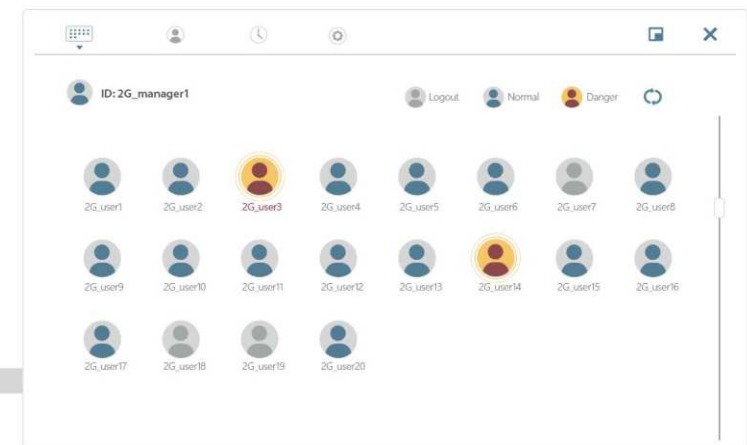 ID: 2G_manager1
Logout Normal Danger
2G_user1 2G_user2 2G_user3 2G_user4 2G_user5 2G_user6 2G_user7 2G_user8
2G_user9 2G_user10 2G_user11 2G_user12 2G_user13 2G_user14 2G_user15 2G_user16
2G_user17 2G_user18 2G_user19 2G_user20